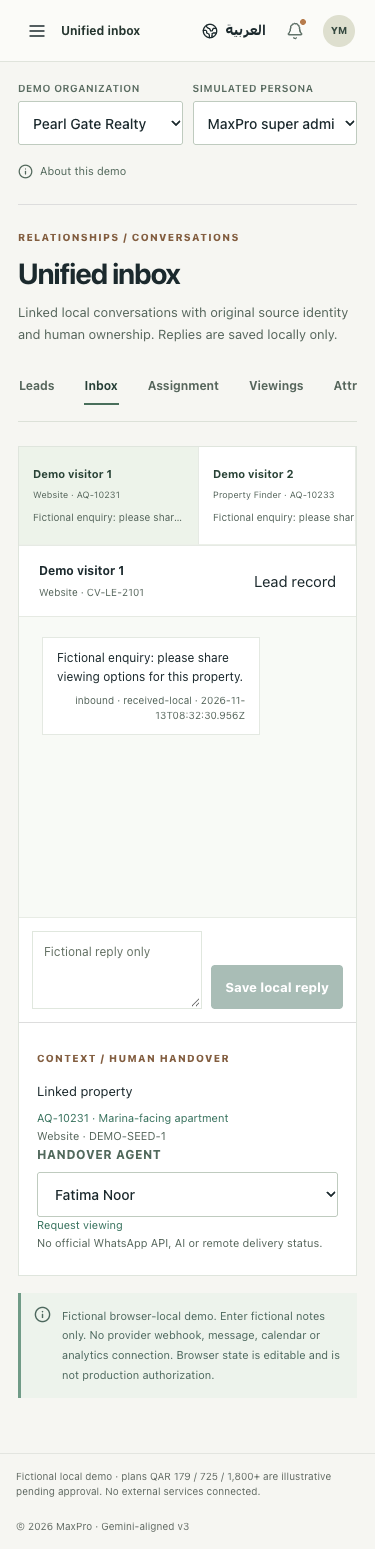 Unified inbox
العربية
YM
DEMO ORGANIZATION
SIMULATED PERSONA
Pearl Gate Realty
MaxPro super admi
About this demo
RELATIONSHIPS / CONVERSATIONS
Unified inbox
Linked local conversations with original source identity
and human ownership. Replies are saved locally only.
Leads Inbox Assignment Viewings Attr
Demo visitor 1
Website · AQ-10231
Fictional enquiry: please shar...
Demo visitor 2
Property Finder · AQ-10233
Fictional enquiry: please shar
Demo visitor 1
Website · CV-LE-2101
Lead record
Fictional enquiry: please share
viewing options for this property.
inbound · received-local · 2026-11-
13T08:32:30.956Z
Fictional reply only
Save local reply
CONTEXT / HUMAN HANDOVER
Linked property
AQ-10231 · Marina-facing apartment
Website · DEMO-SEED-1
HANDOVER AGENT
Fatima Noor
Request viewing
No official WhatsApp API, AI or remote delivery status.
Fictional browser-local demo. Enter fictional notes
only. No provider webhook, message, calendar or
analytics connection. Browser state is editable and is
not production authorization.
Fictional local demo · plans QAR 179 / 725 / 1,800+ are illustrative
pending approval. No external services connected.
© 2026 MaxPro · Gemini-aligned v3